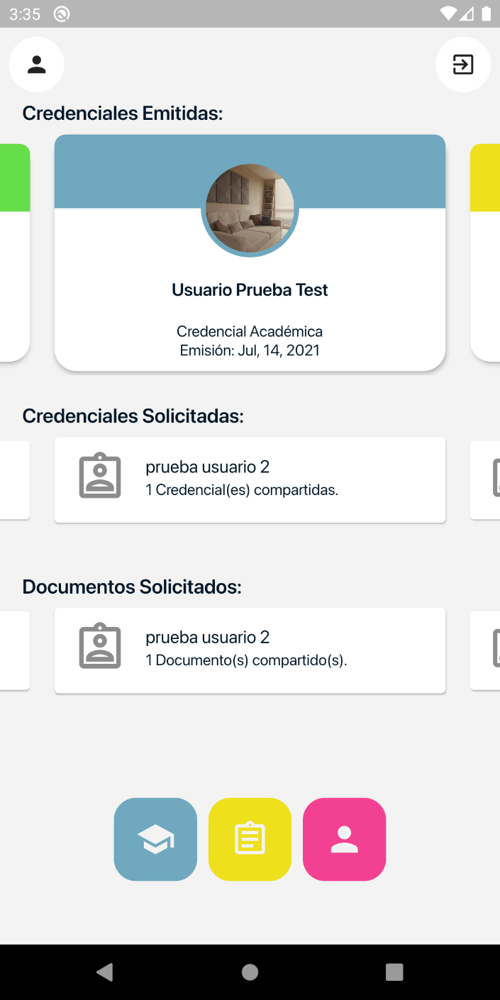 3:35
Credenciales Emitidas:
Usuario Prueba Test
Credencial Académica
Emisión: Jul, 14, 2021
Credenciales Solicitadas:
prueba usuario 2
1 Credencial(es) compartidas.
Documentos Solicitados:
prueba usuario 2
1 Documento(s) compartido(s).